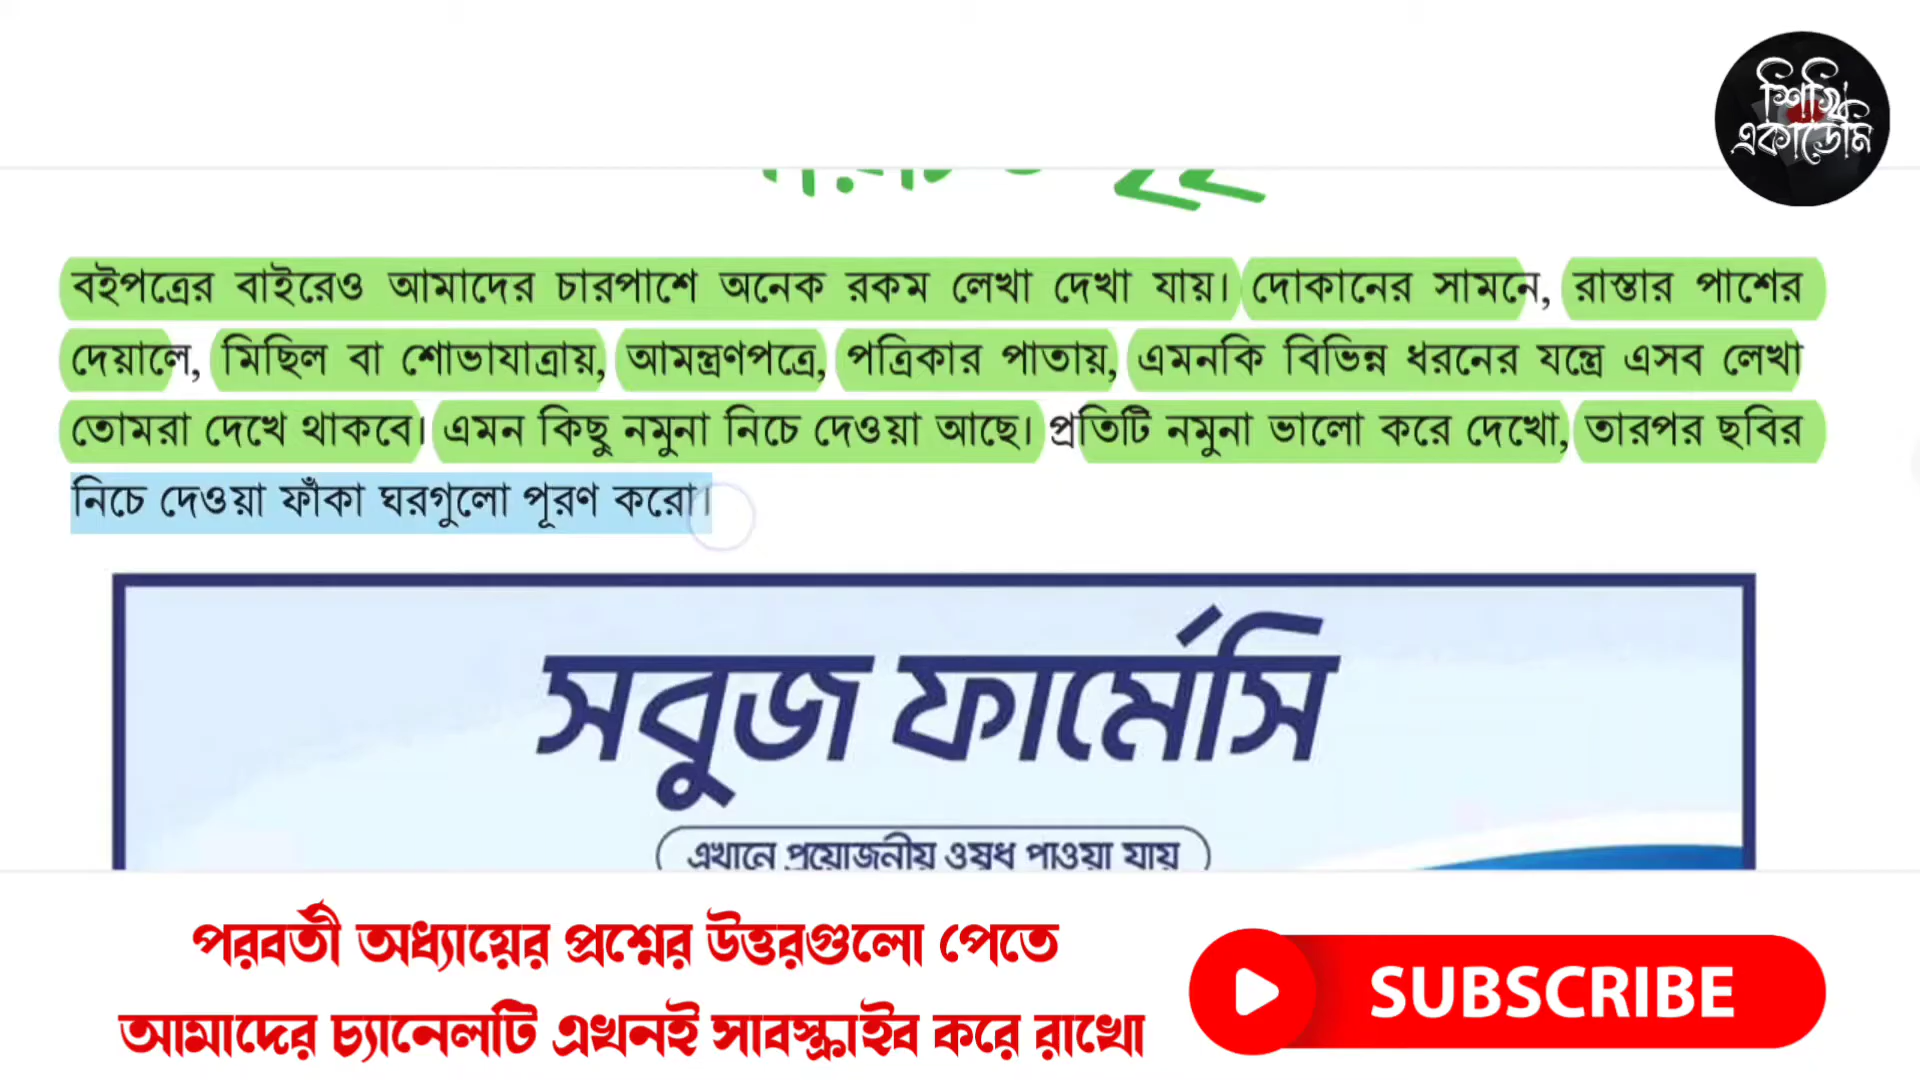 শিখি
একাডেমি
বইপত্রের বাইরেও আমাদের চারপাশে অনেক রকম লেখা দেখা যায়। দোকানের সামনে, রাস্তার পাশের
দেয়ালে, মিছিল বা শোভাযাত্রায়, আমন্ত্রণপত্রে, পত্রিকার পাতায়, এমনকি বিভিন্ন ধরনের যন্ত্রে এসব লেখা
তোমরা দেখে থাকবে। এমন কিছু নমুনা নিচে দেওয়া আছে। প্রতিটি নমুনা ভালো করে দেখো, তারপর ছবির
নিচে দেওয়া ফাঁকা ঘরগুলো পূরণ করো।
সবুজ ফার্মেসি
এখানে প্রয়োজনীয় ওষুধ পাওয়া যায়
পরবর্তী অধ্যায়ের প্রশ্নের উত্তরগুলো পেতে
আমাদের চ্যানেলটি এখনই সাবস্ক্রাইব করে রাখো
SUBSCRIBE